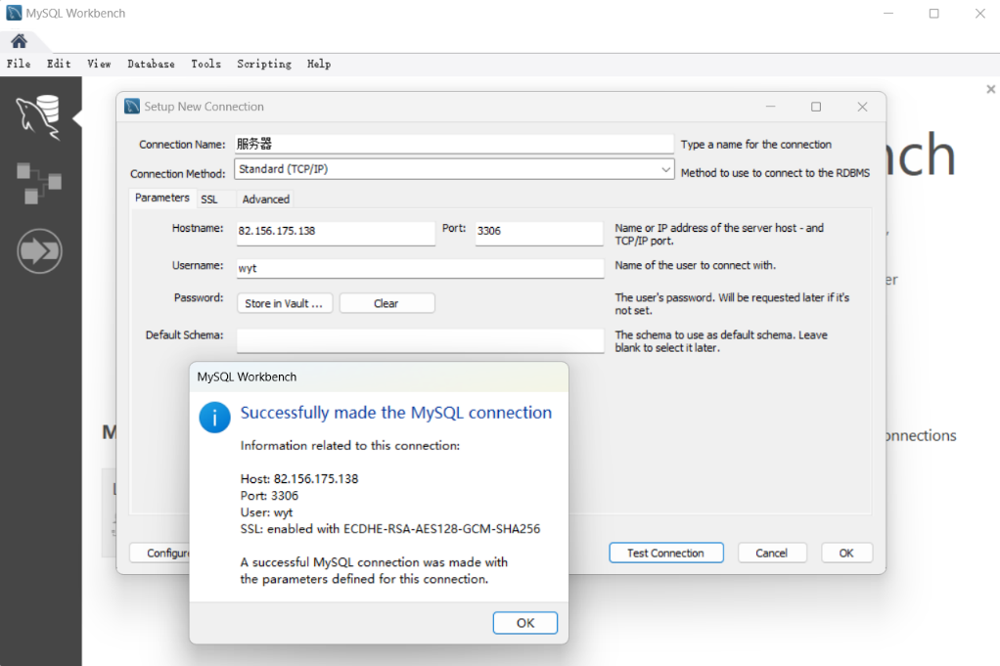 MySQL Workbench
File Edit View Database Tools Scripting Help
Setup New Connection
Connection Name: 服务器 Type a name for the connection
Connection Method: Standard (TCP/IP) Method to use to connect to the RDBMS
Parameters SSL Advanced
Hostname: 82.156.175.138 Port: 3306 Name or IP address of the server host - and
TCP/IP port.
Username: wyt Name of the user to connect with.
Password: Store in Vault ... Clear The user's password. Will be requested later if it's
not set.
Default Schema: The schema to use as default schema. Leave
blank to select it later.
MySQL Workbench
Successfully made the MySQL connection
Information related to this connection:
Host: 82.156.175.138
Port: 3306
User: wyt
SSL: enabled with ECDHE-RSA-AES128-GCM-SHA256
A successful MySQL connection was made with
the parameters defined for this connection.
OK
Test Connection Cancel OK